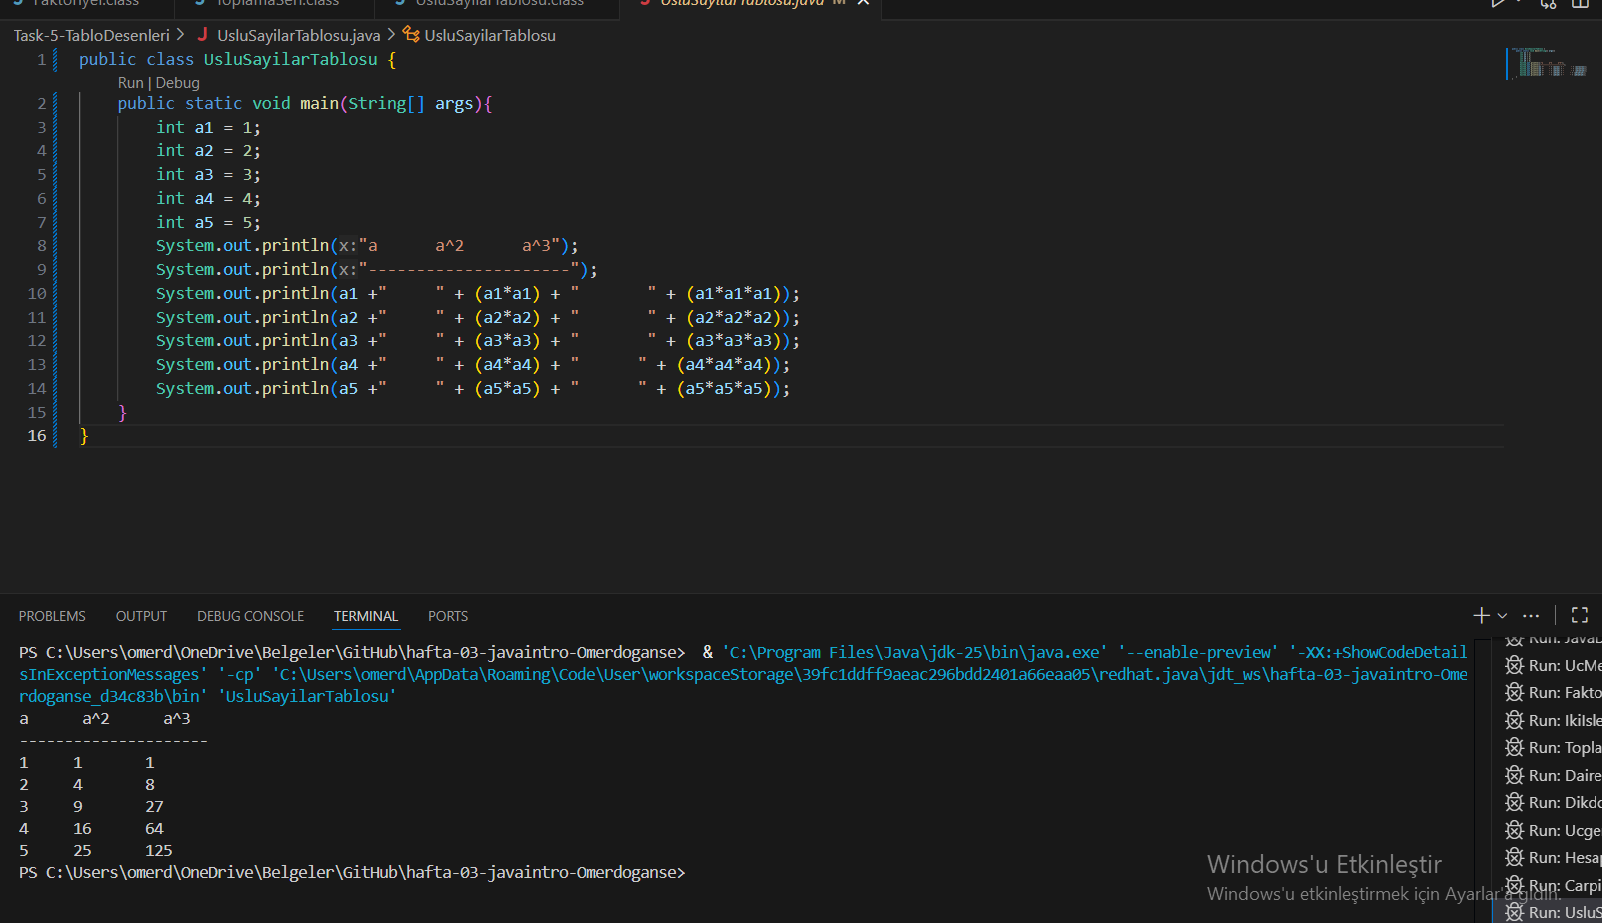 Faktoriyel.class ToplamaSeri.class UsluSayilarTablosu.class UsluSayilarTablosu.java M
Task-5-TabloDesenleri > J UsluSayilarTablosu.java > UsluSayilarTablosu
1 public class UsluSayilarTablosu {
Run | Debug
2 public static void main(String[] args){
3 int a1 = 1;
4 int a2 = 2;
5 int a3 = 3;
6 int a4 = 4;
7 int a5 = 5;
8 System.out.println(x:"a      a^2      a^3");
9 System.out.println(x:"---------------------");
10 System.out.println(a1 +"     " + (a1*a1) + "       " + (a1*a1*a1));
11 System.out.println(a2 +"     " + (a2*a2) + "       " + (a2*a2*a2));
12 System.out.println(a3 +"     " + (a3*a3) + "       " + (a3*a3*a3));
13 System.out.println(a4 +"     " + (a4*a4) + "      " + (a4*a4*a4));
14 System.out.println(a5 +"     " + (a5*a5) + "      " + (a5*a5*a5));
15 }
16 }
PROBLEMS OUTPUT DEBUG CONSOLE TERMINAL PORTS
PS C:\Users\omerd\OneDrive\Belgeler\GitHub\hafta-03-javaintro-Omerdoganse>  & 'C:\Program Files\Java\jdk-25\bin\java.exe' '--enable-preview' '-XX:+ShowCodeDetail
sInExceptionMessages' '-cp' 'C:\Users\omerd\AppData\Roaming\Code\User\workspaceStorage\39fc1ddff9aeac296bdd2401a66eaa05\redhat.java\jdt_ws\hafta-03-javaintro-Ome
rdoganse_d34c83b\bin' 'UsluSayilarTablosu'
a      a^2      a^3
---------------------
1     1       1
2     4       8
3     9       27
4     16      64
5     25      125
PS C:\Users\omerd\OneDrive\Belgeler\GitHub\hafta-03-javaintro-Omerdoganse>
Run: JavaB
Run: UcMe
Run: Fakto
Run: IkiIsle
Run: Topla
Run: Daire
Run: Dikdo
Run: Ucge
Run: Hesap
Run: Carpi
Run: UsluS
Windows'u Etkinleştir
Windows'u etkinleştirmek için Ayarlar'a gidin.